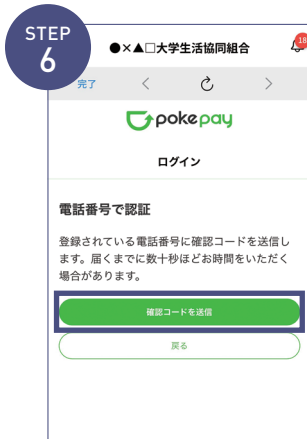 STEP
6
●×▲□大学生活協同組合
18
完了
pokepay
ログイン
電話番号で認証
登録されている電話番号に確認コードを送信し
ます。届くまでに数十秒ほどお時間をいただく
場合があります。
確認コードを送信
戻る